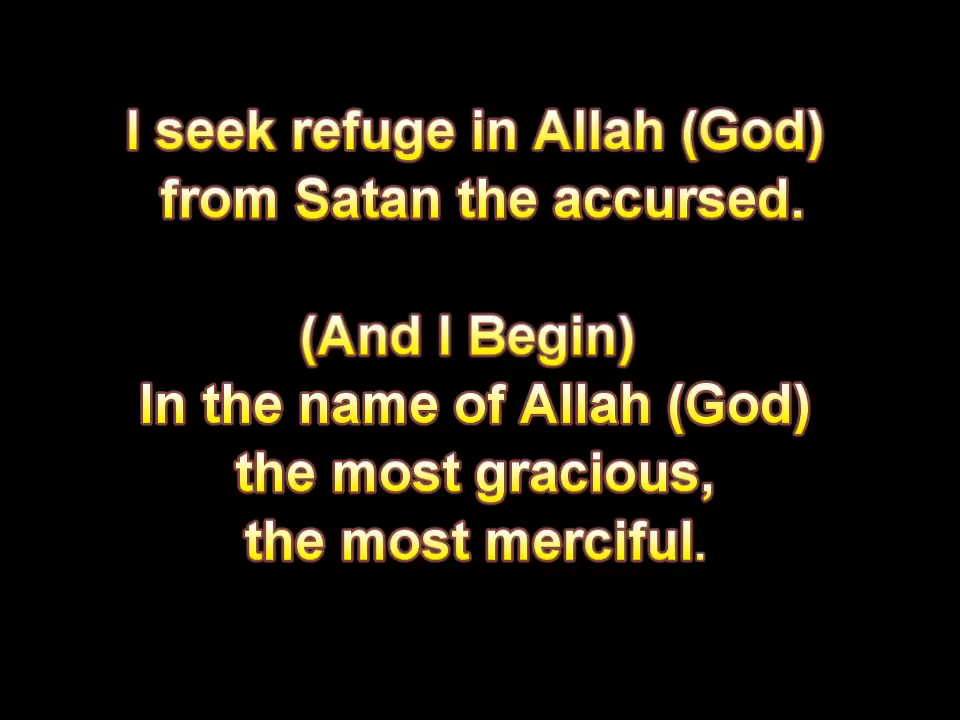 I seek refuge in Allah (God)
from Satan the accursed.
(And I Begin)
In the name of Allah (God)
the most gracious,
the most merciful.